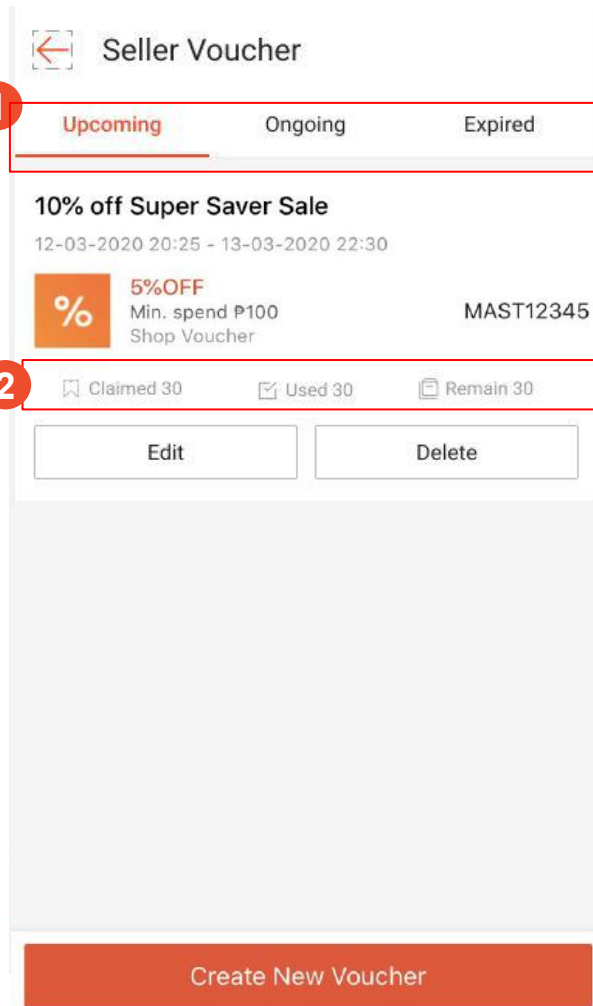 Seller Voucher
1
Upcoming Ongoing Expired
10% off Super Saver Sale
12-03-2020 20:25 - 13-03-2020 22:30
%
5%OFF
Min. spend ₱100
Shop Voucher
MAST12345
2
Claimed 30 Used 30 Remain 30
Edit Delete
Create New Voucher